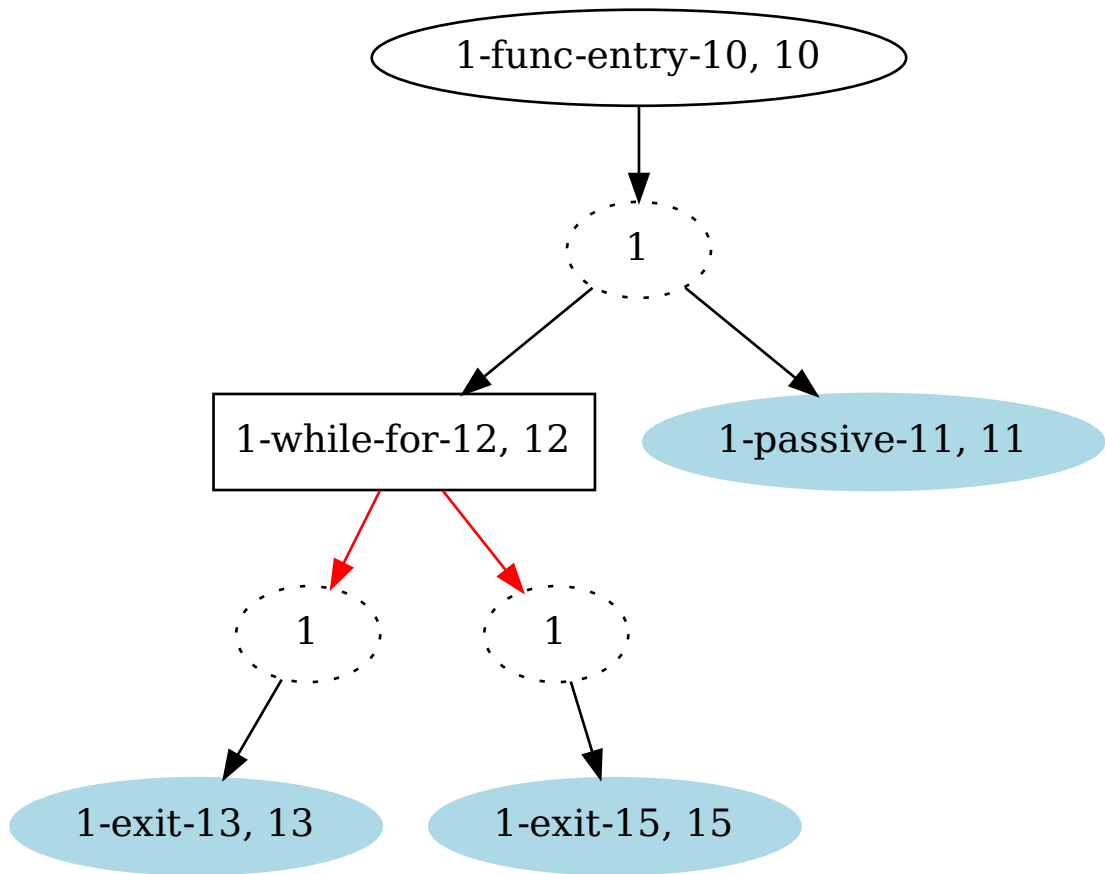 1-func-entry-10, 10
1
1-while-for-12, 12
1-passive-11, 11
1
1
1-exit-13, 13
1-exit-15, 15